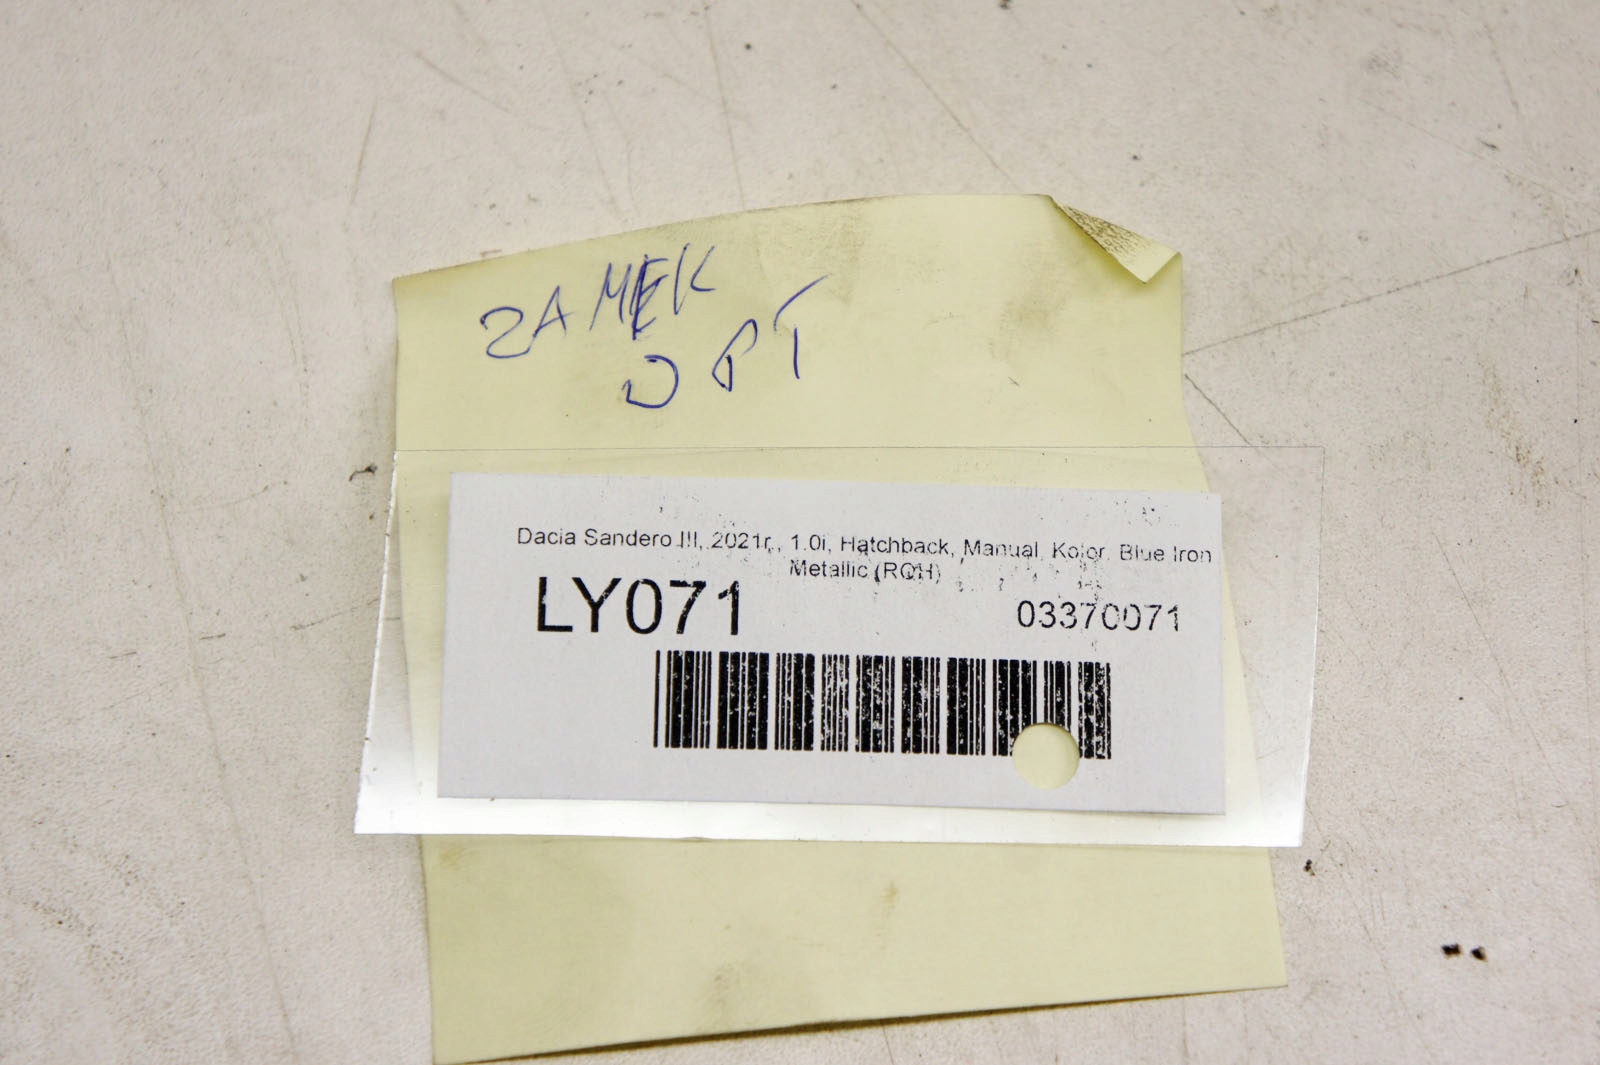 ZAMEK
DPT
Dacia Sandero III, 2021r., 1.0i, Hatchback, Manual, Kolor: Blue Iron
Metallic (RQH)
LY071
03370071